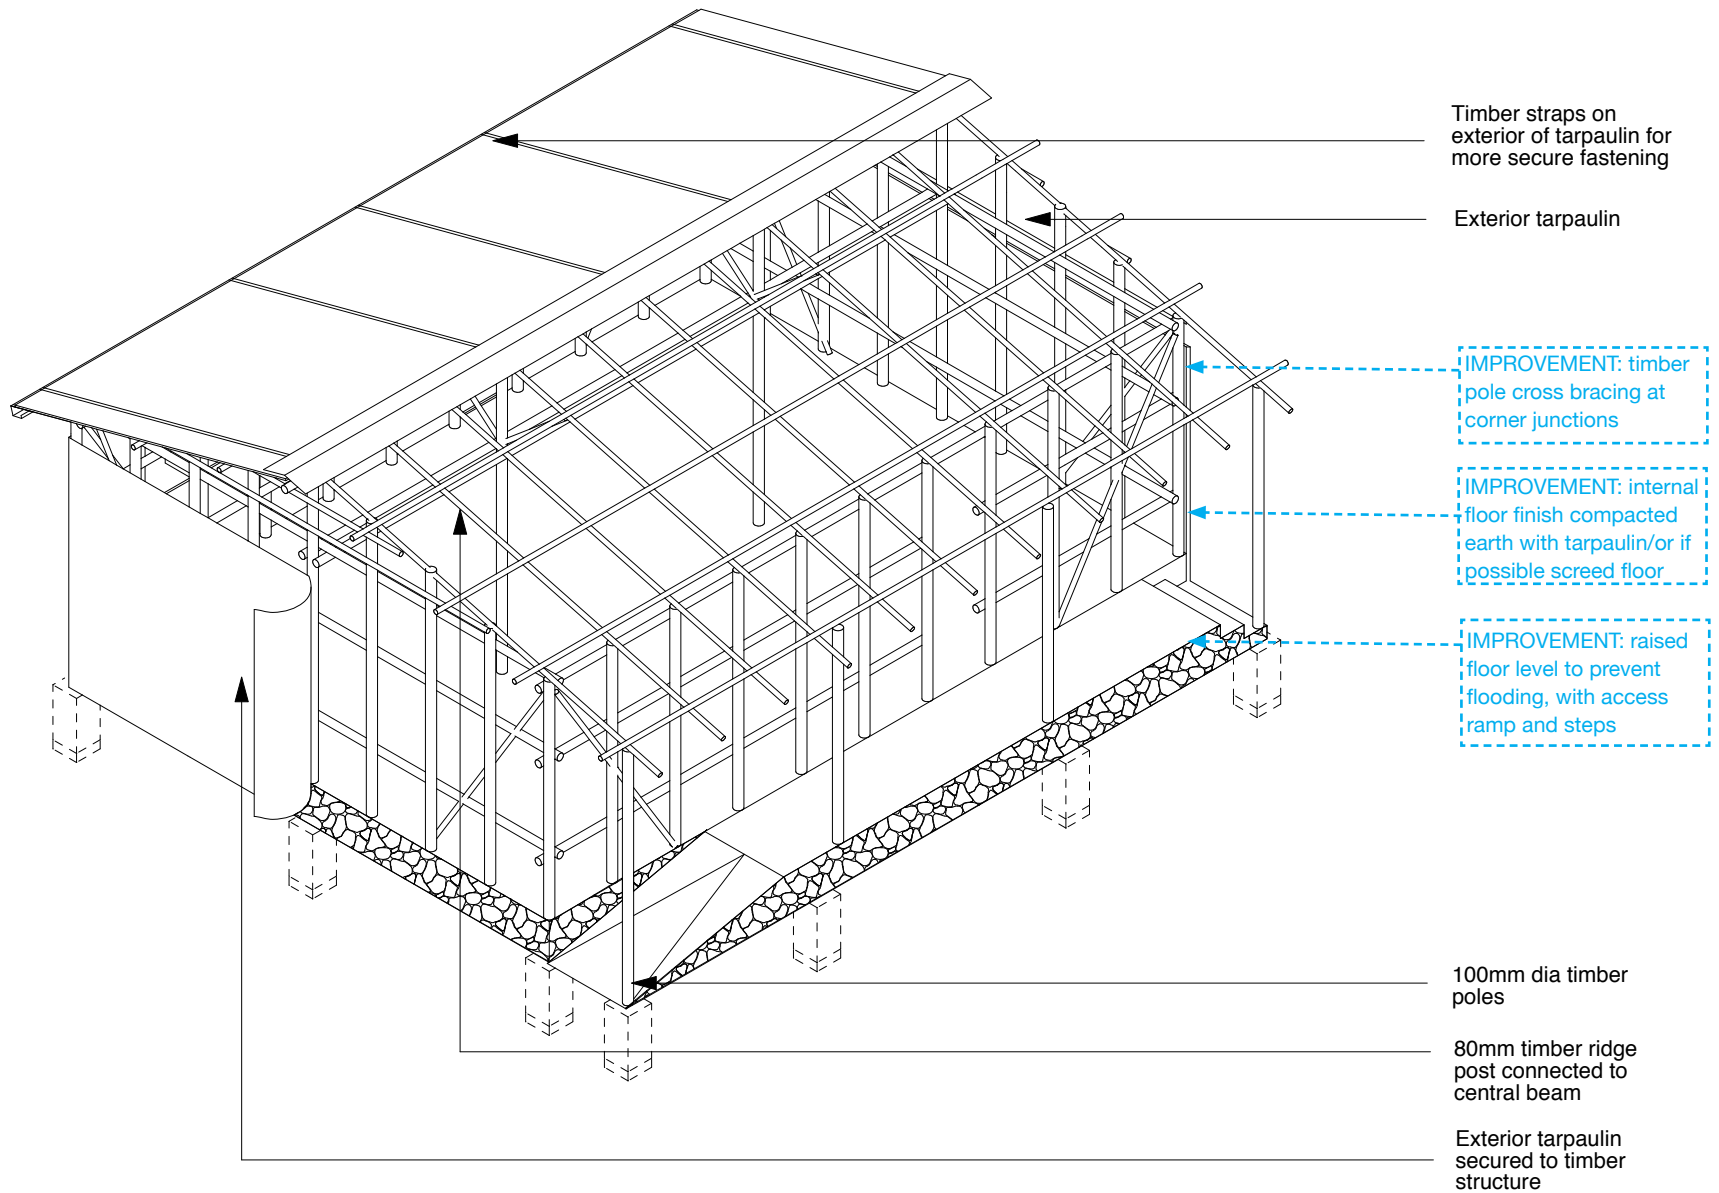 Timber straps on
exterior of tarpaulin for
more secure fastening
Exterior tarpaulin
IMPROVEMENT: timber
pole cross bracing at
corner junctions
IMPROVEMENT: internal
floor finish compacted
earth with tarpaulin/or if
possible screed floor
IMPROVEMENT: raised
floor level to prevent
flooding, with access
ramp and steps
100mm dia timber
poles
80mm timber ridge
post connected to
central beam
Exterior tarpaulin
secured to timber
structure